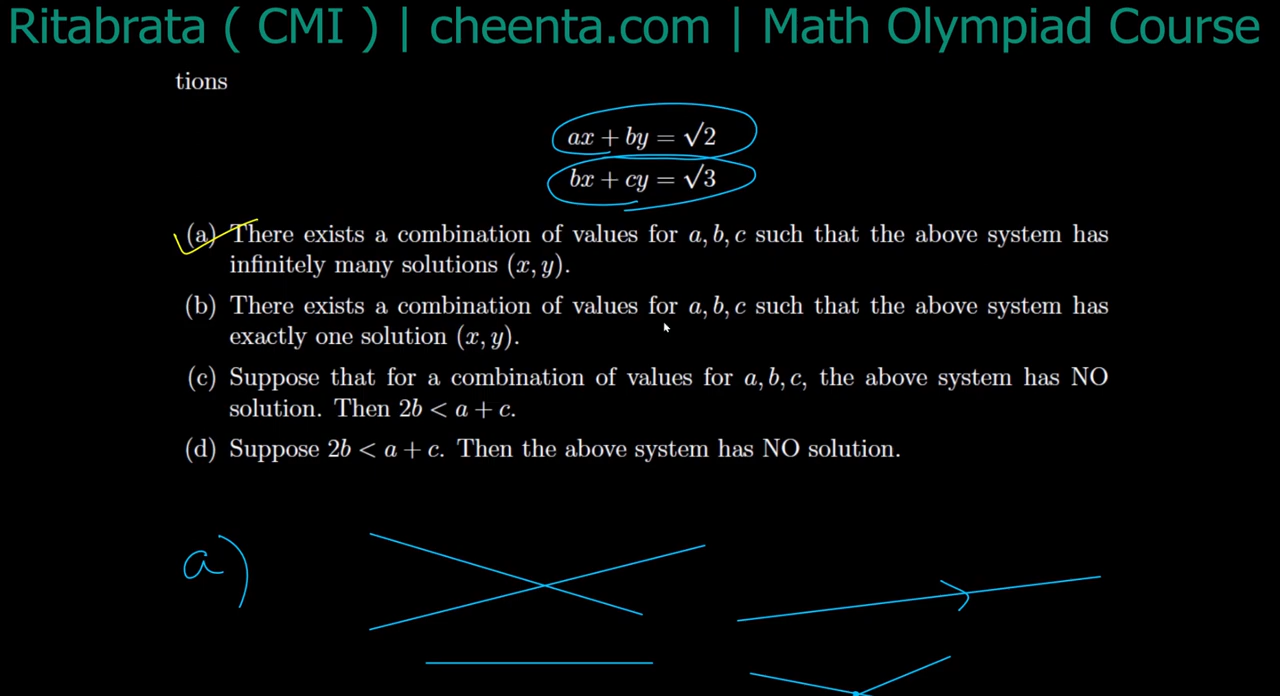 Ritabrata ( CMI ) | cheenta.com | Math Olympiad Course
tions
ax + by = √2
bx + cy = √3
(a) There exists a combination of values for a, b, c such that the above system has
infinitely many solutions (x, y).
(b) There exists a combination of values for a, b, c such that the above system has
exactly one solution (x, y).
(c) Suppose that for a combination of values for a, b, c, the above system has NO
solution. Then 2b < a + c.
(d) Suppose 2b < a + c. Then the above system has NO solution.
a)